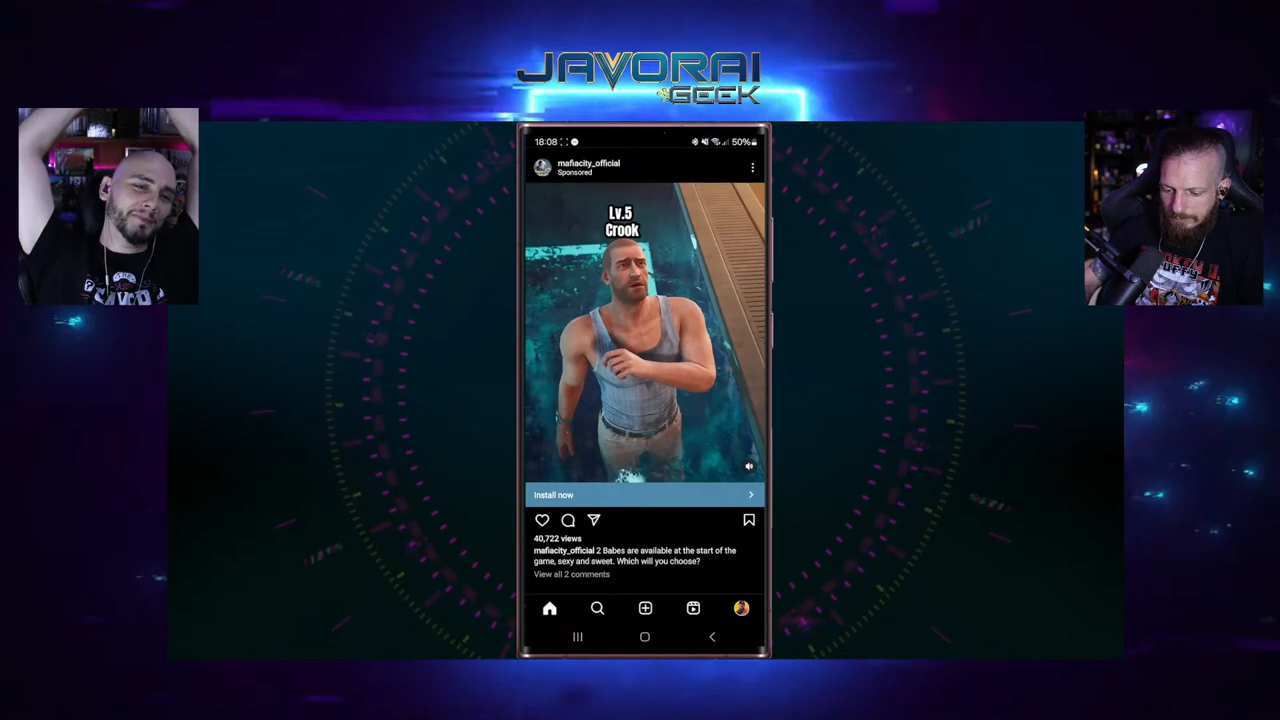 JAVORAI
GEEK
18:08
50%
mafiacity_official
Sponsored
Lv.5
Crook
Install now
40,722 views
mafiacity_official 2 Babes are available at the start of the
game, sexy and sweet. Which will you choose?
View all 2 comments